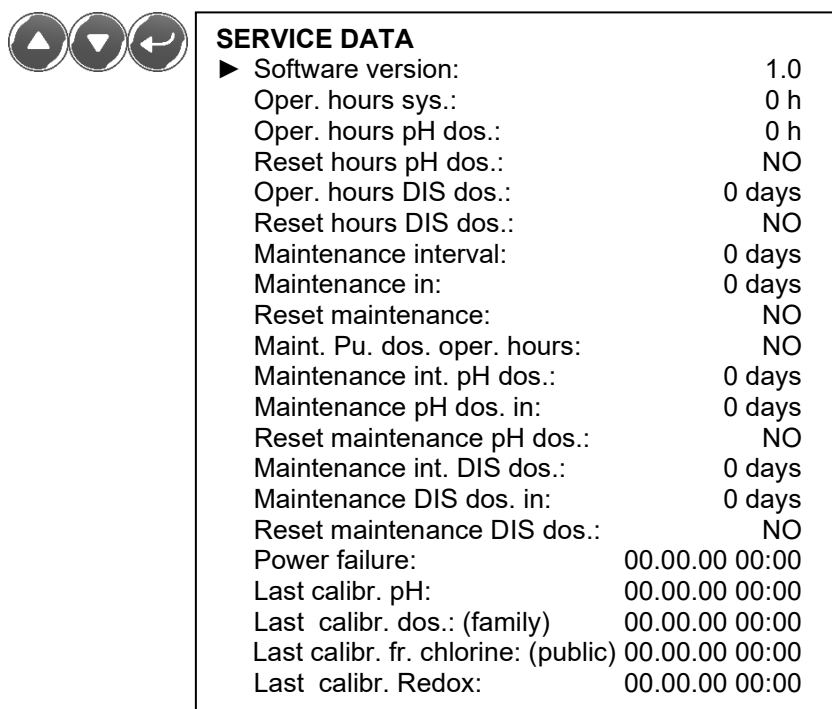 SERVICE DATA
► Software version: 1.0
Oper. hours sys.: 0 h
Oper. hours pH dos.: 0 h
Reset hours pH dos.: NO
Oper. hours DIS dos.: 0 days
Reset hours DIS dos.: NO
Maintenance interval: 0 days
Maintenance in: 0 days
Reset maintenance: NO
Maint. Pu. dos. oper. hours: NO
Maintenance int. pH dos.: 0 days
Maintenance pH dos. in: 0 days
Reset maintenance pH dos.: NO
Maintenance int. DIS dos.: 0 days
Maintenance DIS dos. in: 0 days
Reset maintenance DIS dos.: NO
Power failure: 00.00.00 00:00
Last calibr. pH: 00.00.00 00:00
Last calibr. dos.: (family) 00.00.00 00:00
Last calibr. fr. chlorine: (public) 00.00.00 00:00
Last calibr. Redox: 00.00.00 00:00